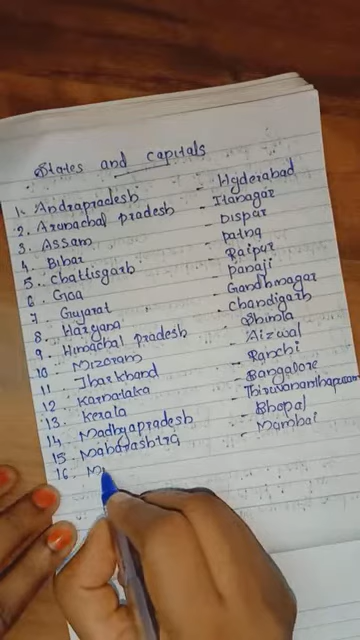 States and Capitals
1. Andrapradesh - Hyderabad
2. Arunachal pradesh - Itanagar
3. Assam - Dispar
4. Bihar - patna
5. Chattisgarh - Raipur
6. Goa - panaji
7. Gujarat - Gandhinagar
8. Haryana - Chandigarh
9. Himachal pradesh - Shimla
10. Mizoram - Aizwal
11. Jharkhand - Ranchi
12. Karnataka - Bangalore
13. Kerala - Thiruvananthapuram
14. Madhyapradesh - Bhopal
15. Maharashtra - Mambai
16. M